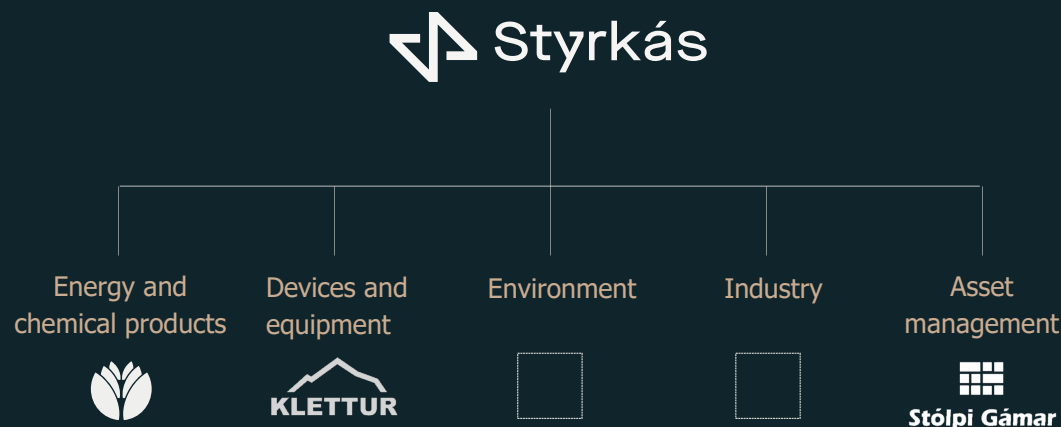 Styrkás
Energy and
chemical products
Devices and
equipment
Environment
Industry
Asset
management
KLETTUR
Stólpi Gámar